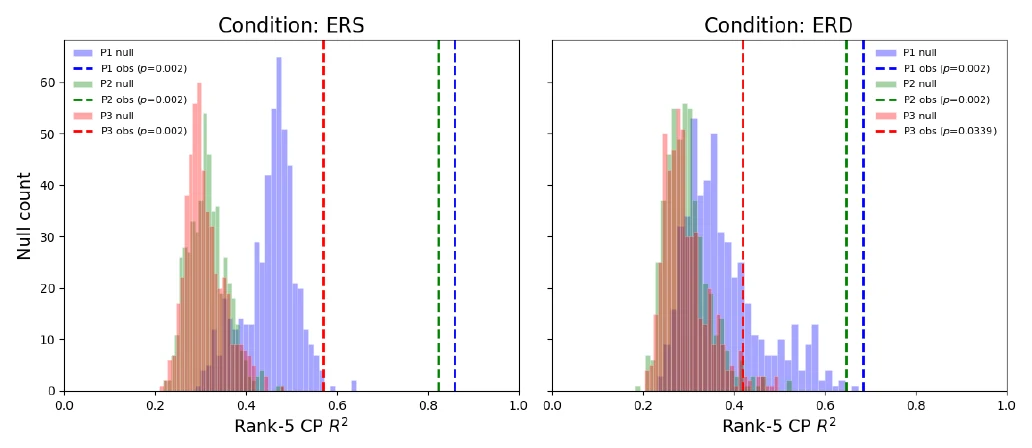 Condition: ERS
P1 null
P1 obs (p=0.002)
P2 null
P2 obs (p=0.002)
P3 null
P3 obs (p=0.002)
Null count
0
10
20
30
40
50
60
0.0 0.2 0.4 0.6 0.8 1.0
Rank-5 CP R²
Condition: ERD
P1 null
P1 obs (p=0.002)
P2 null
P2 obs (p=0.002)
P3 null
P3 obs (p=0.0339)
0.0 0.2 0.4 0.6 0.8 1.0
Rank-5 CP R²